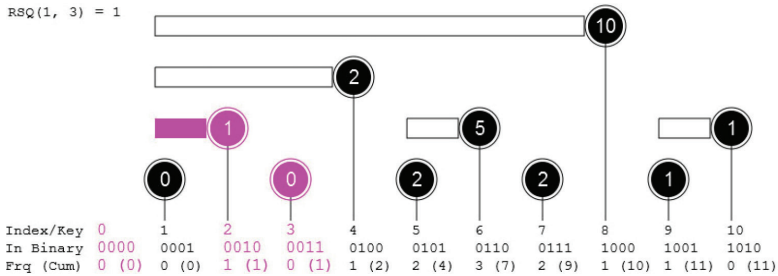 RSQ(1, 3) = 1
10
2
1
5
1
0
0
2
2
1
Index/Key 0 1 2 3 4 5 6 7 8 9 10
In Binary 0000 0001 0010 0011 0100 0101 0110 0111 1000 1001 1010
Frq (Cum) 0 (0) 0 (0) 1 (1) 0 (1) 1 (2) 2 (4) 3 (7) 2 (9) 1 (10) 1 (11) 0 (11)